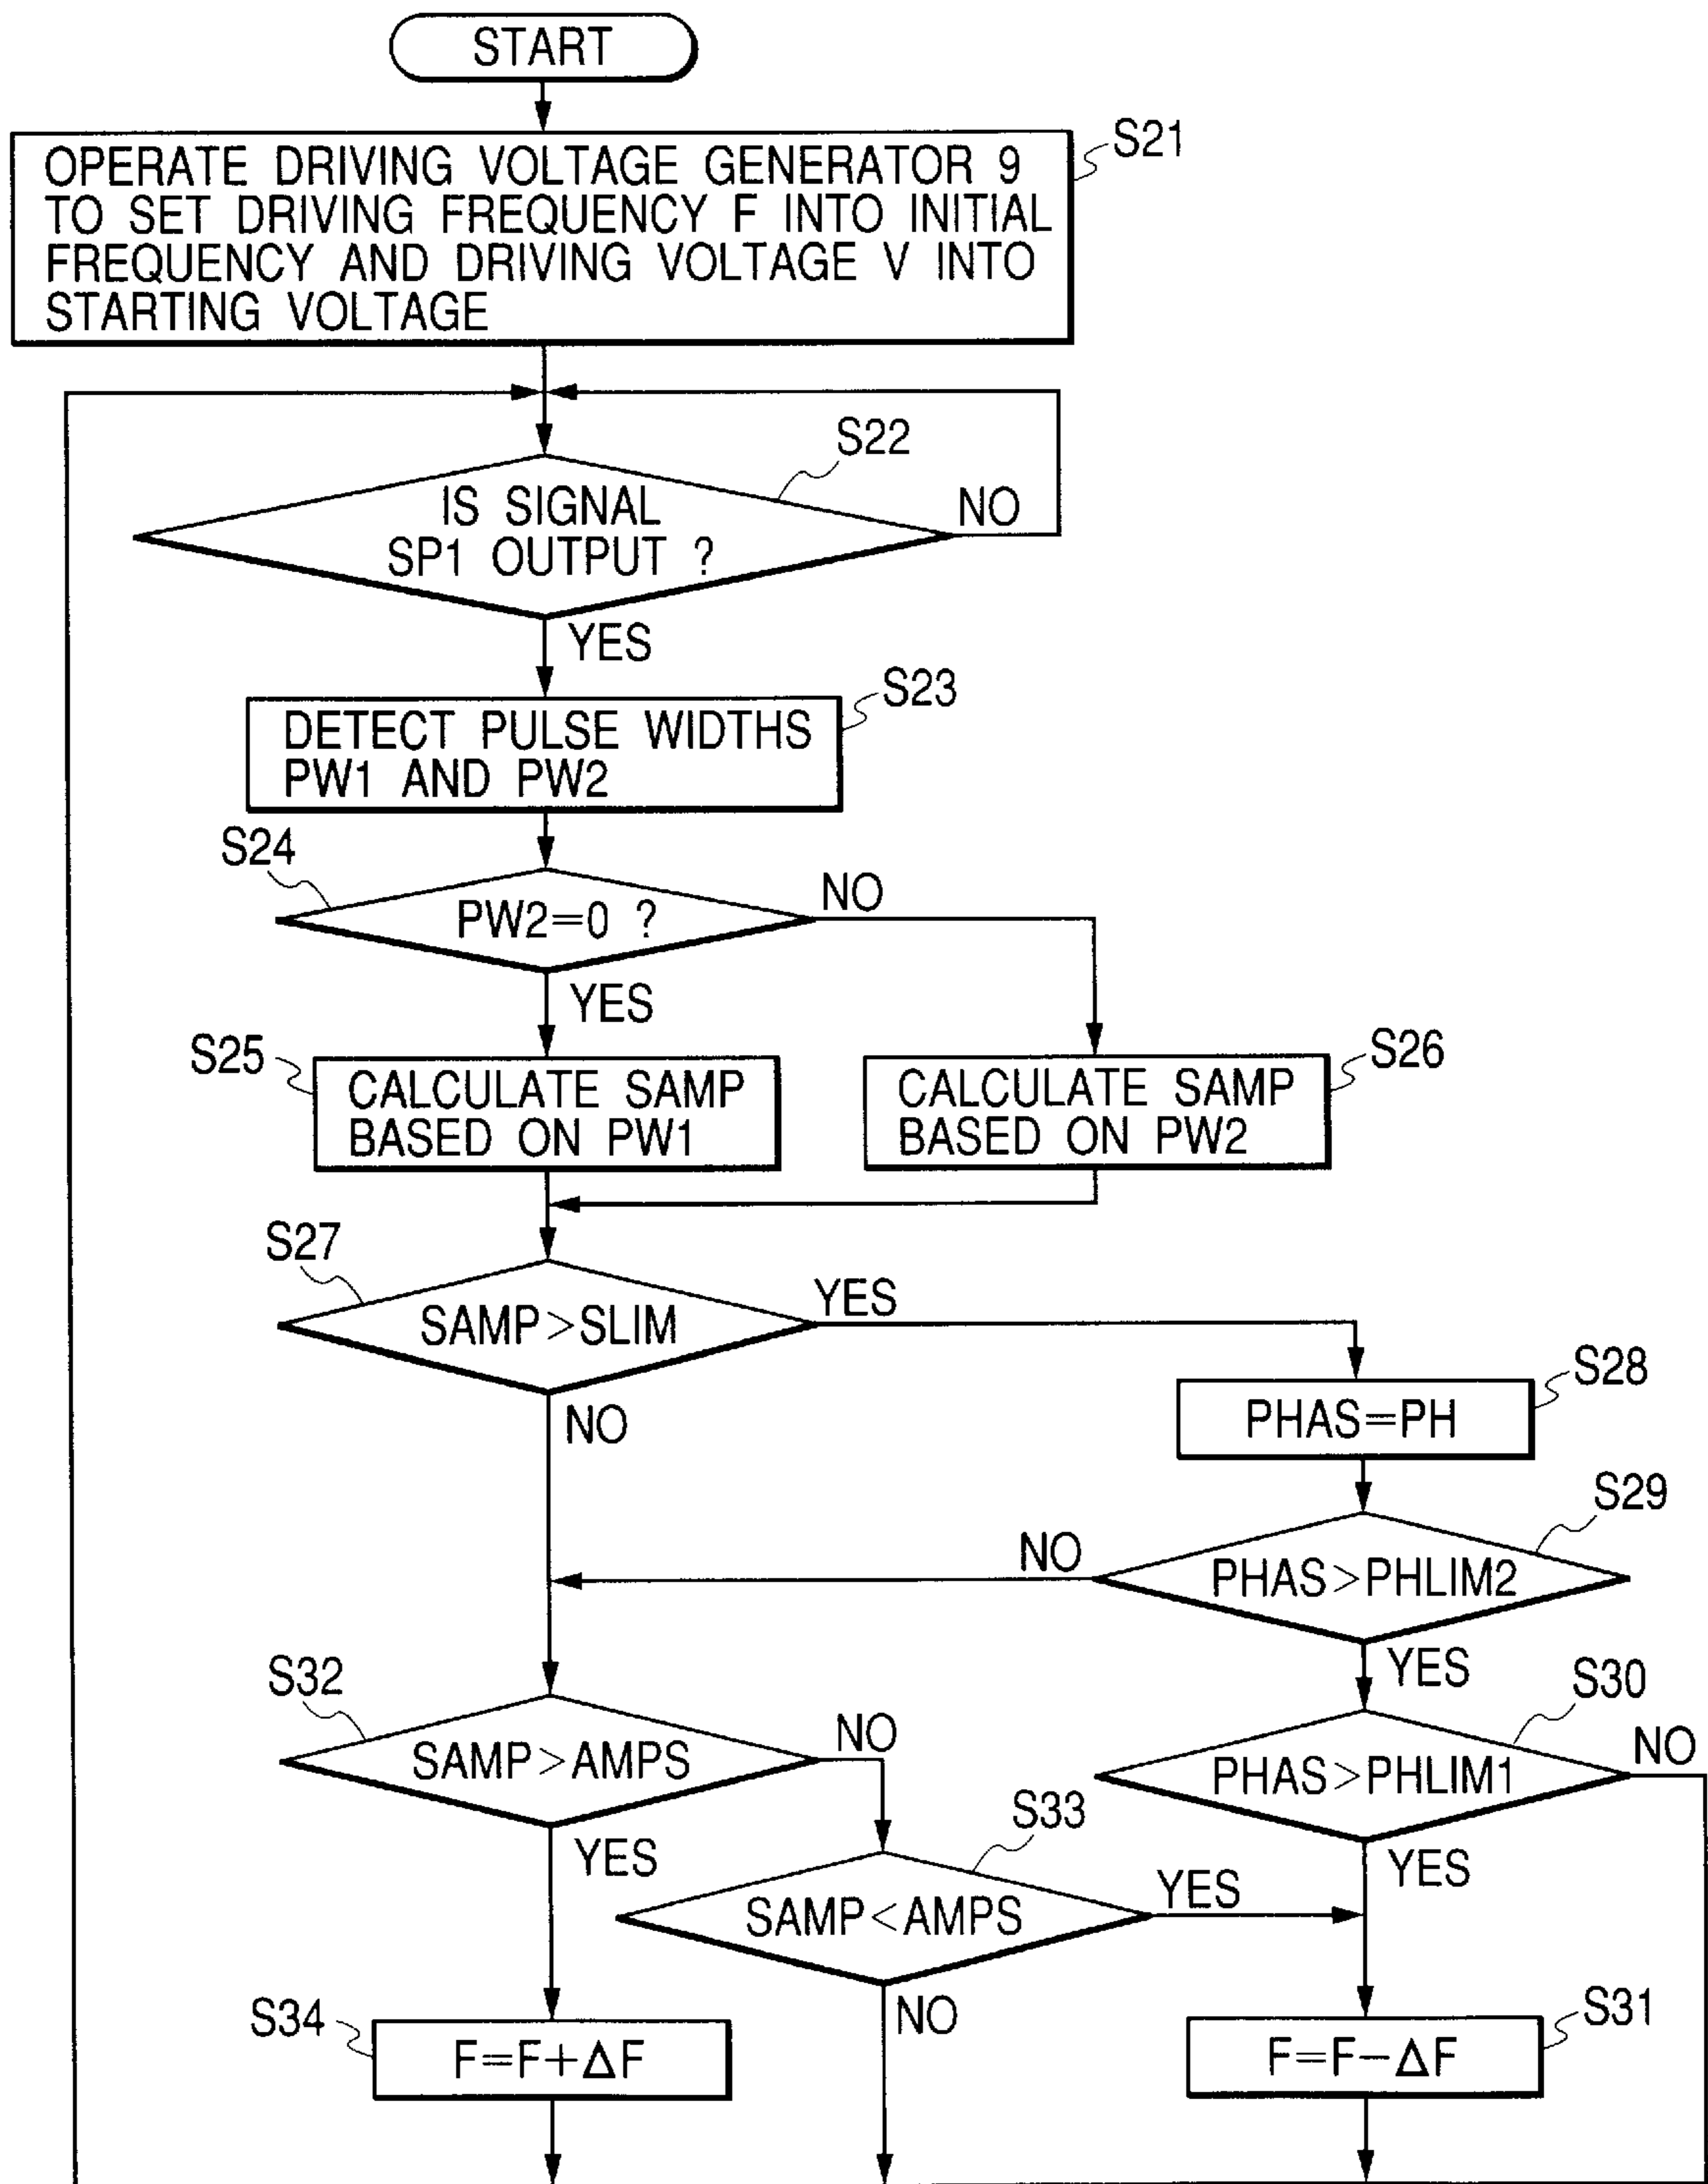 START
S21
OPERATE DRIVING VOLTAGE GENERATOR 9
TO SET DRIVING FREQUENCY F INTO INITIAL
FREQUENCY AND DRIVING VOLTAGE V INTO
STARTING VOLTAGE
S22
IS SIGNAL
SP1 OUTPUT ?
NO
YES
S23
DETECT PULSE WIDTHS
PW1 AND PW2
S24
PW2=0 ?
NO
YES
S25
CALCULATE SAMP
BASED ON PW1
S26
CALCULATE SAMP
BASED ON PW2
S27
SAMP>SLIM
YES
NO
S28
PHAS=PH
S29
PHAS>PHLIM2
NO
YES
S30
PHAS>PHLIM1
NO
YES
S32
SAMP>AMPS
NO
YES
S33
SAMP<AMPS
YES
NO
S34
F=F+ΔF
S31
F=F−ΔF